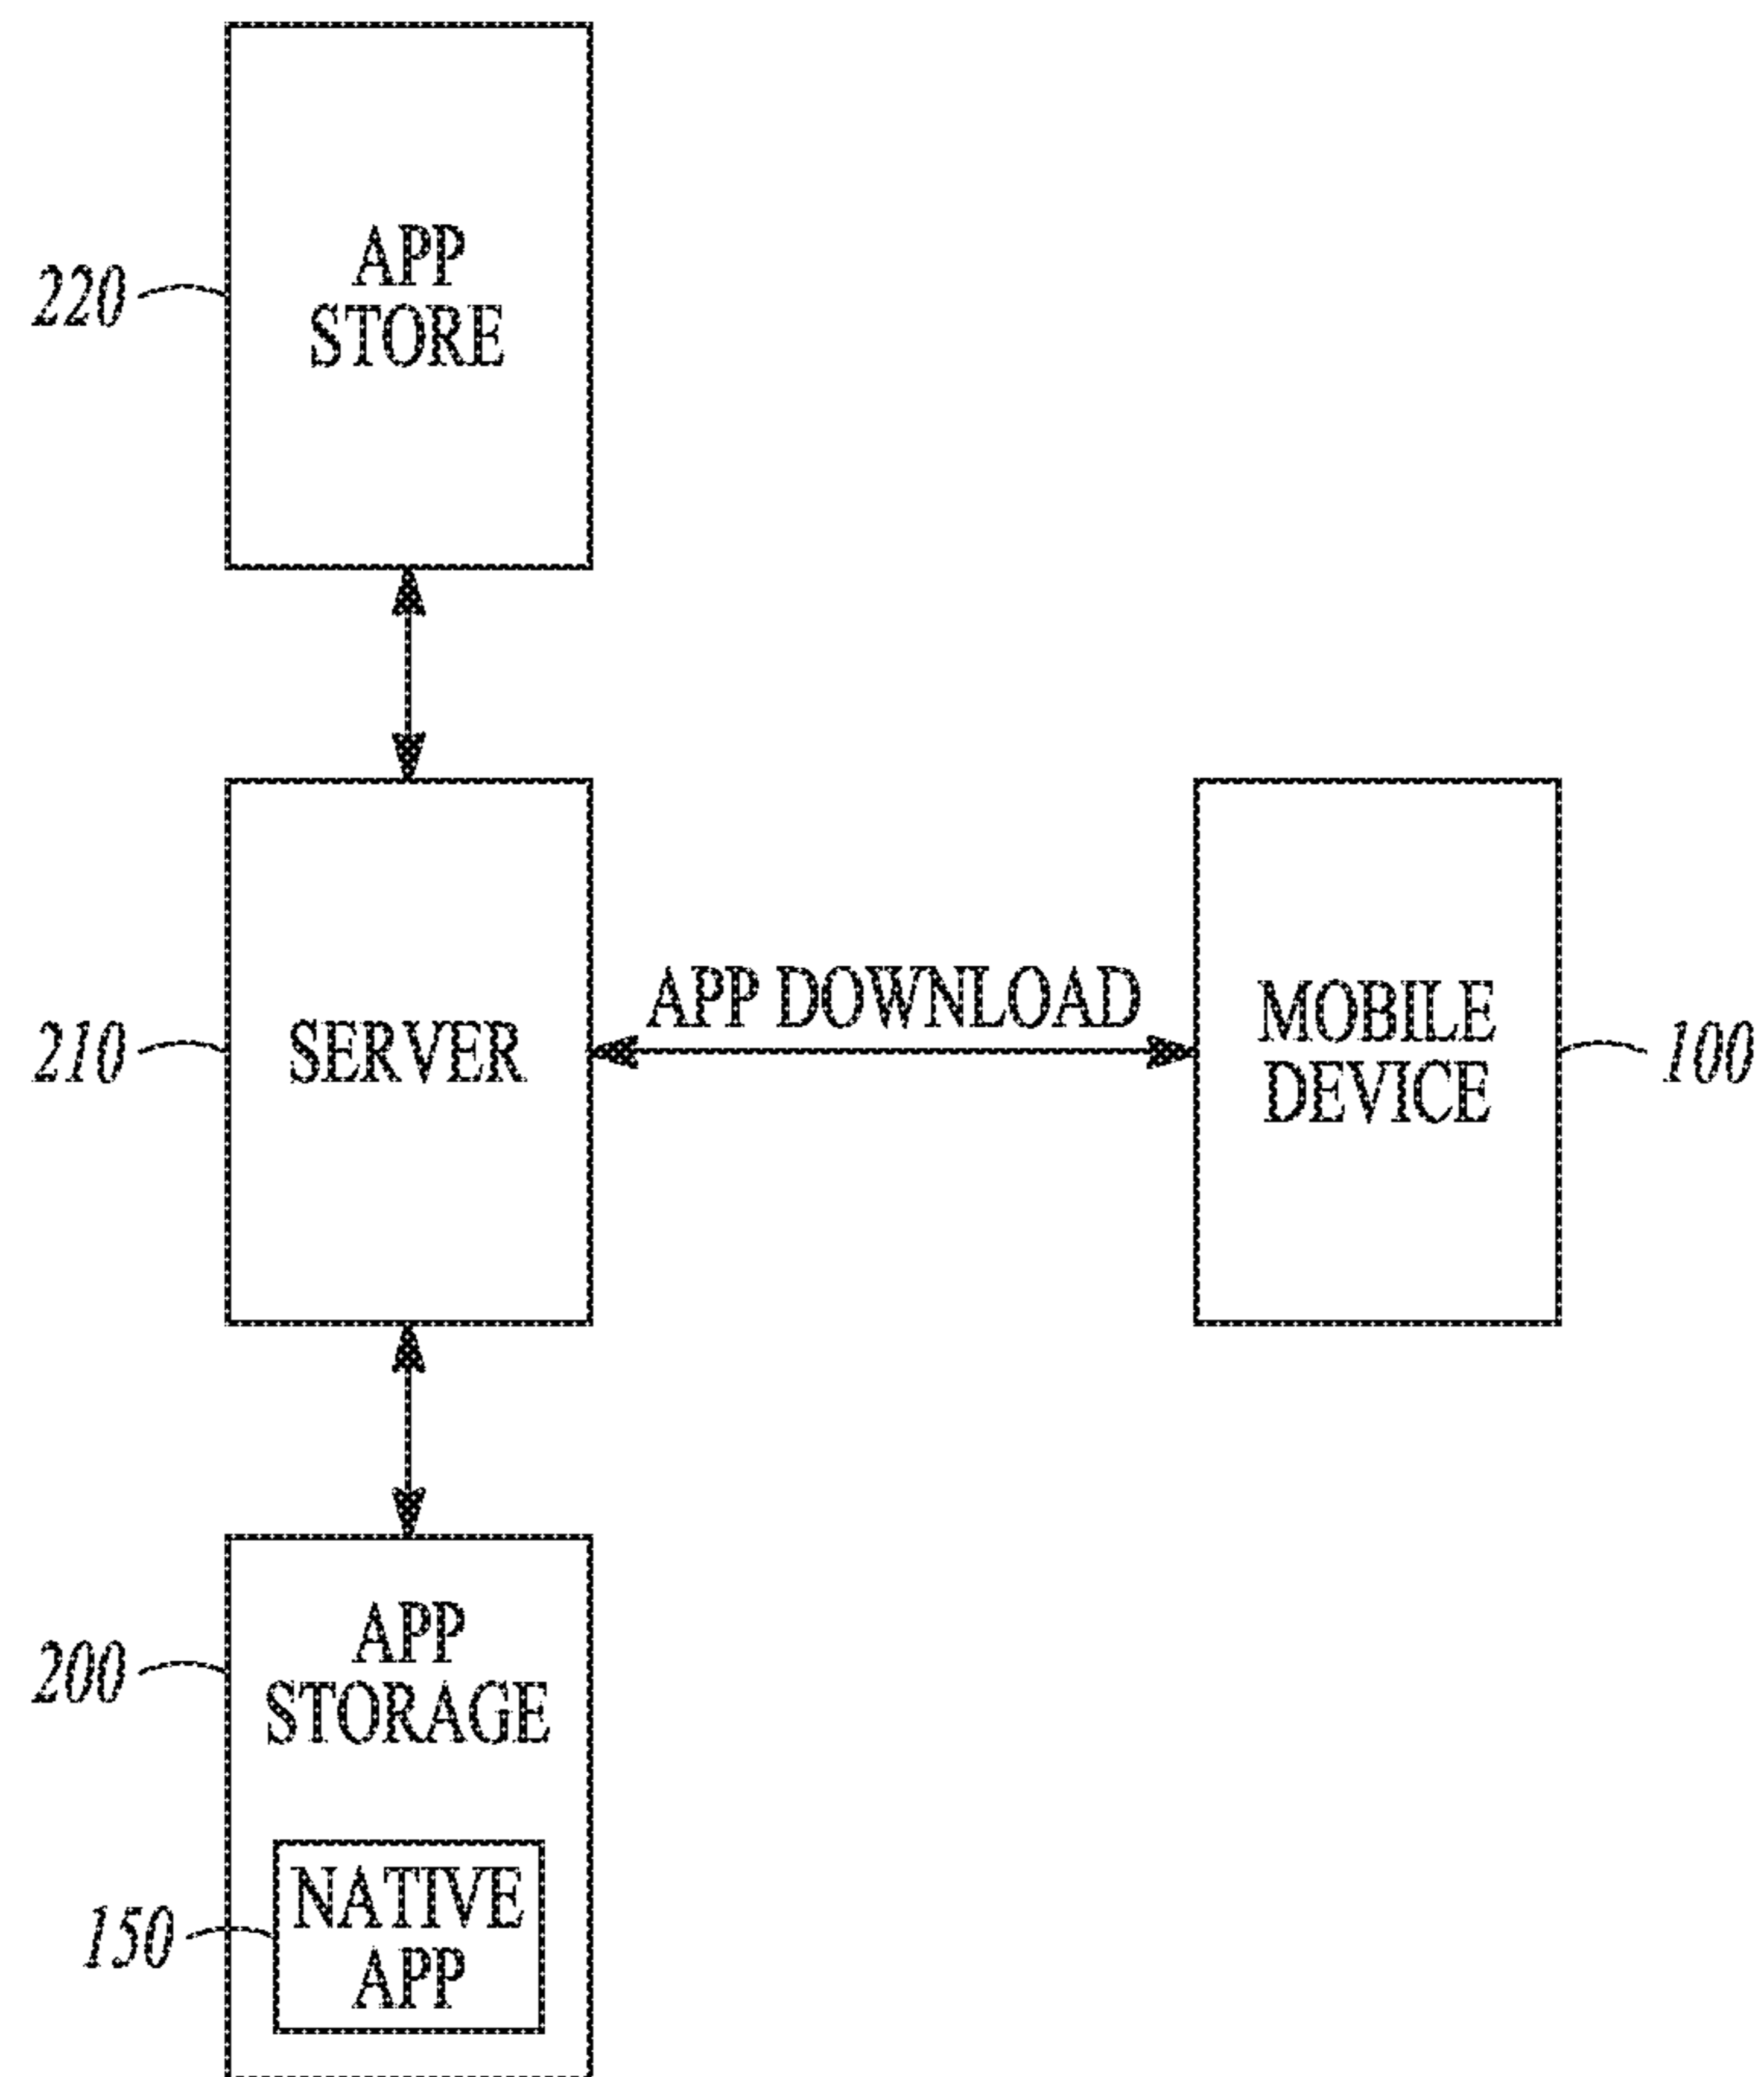 APP
STORE
220
APP DOWNLOAD
SERVER
210
MOBILE
DEVICE
100
APP
STORAGE
200
NATIVE
APP
150